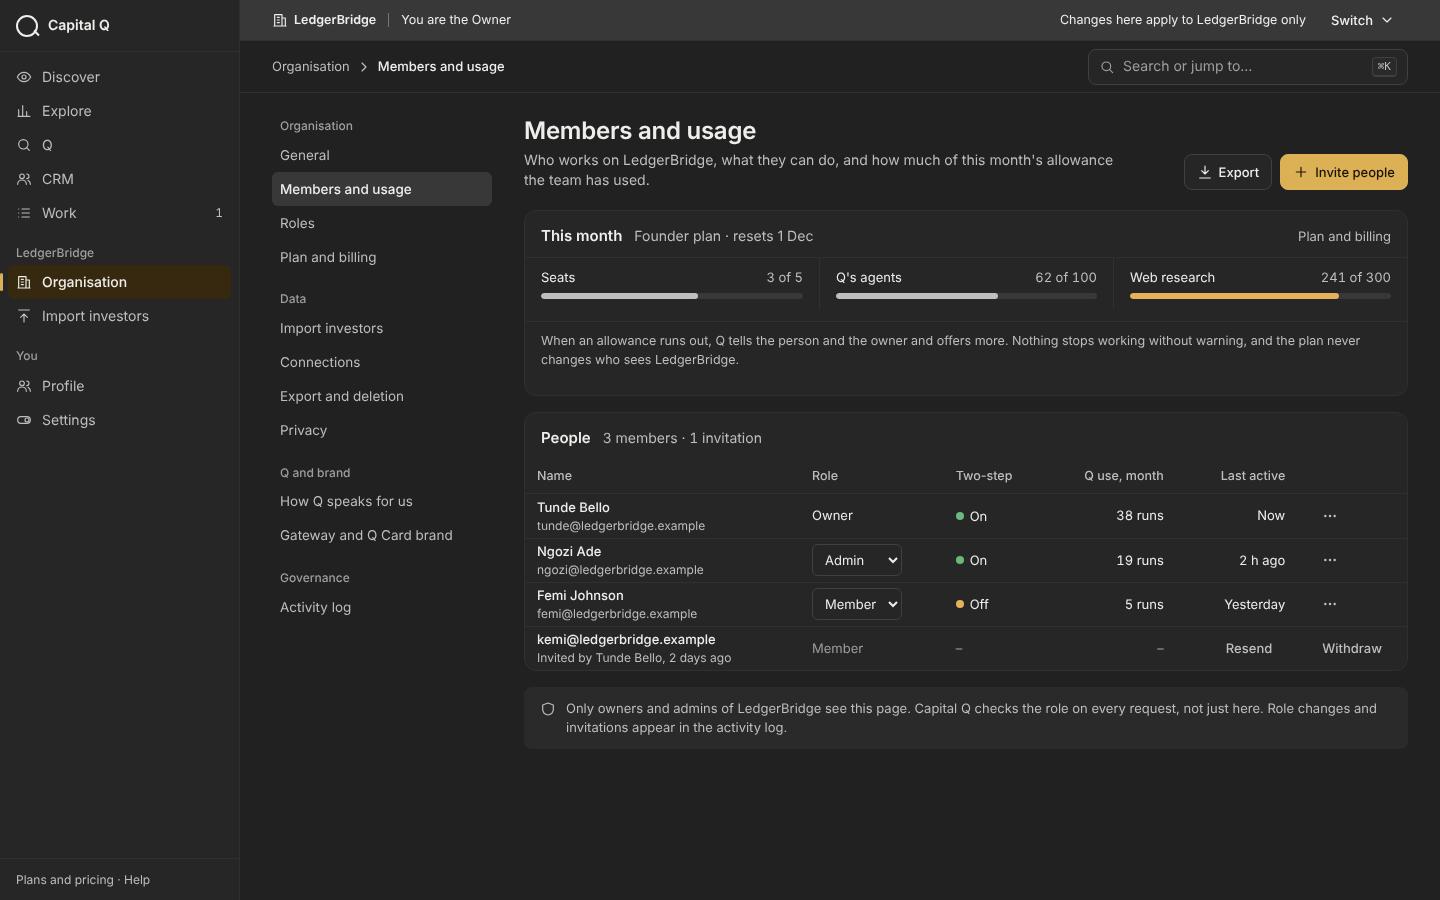 Capital Q
LedgerBridge
You are the Owner
Changes here apply to LedgerBridge only
Switch
Organisation
Members and usage
Search or jump to...
⌘K
Discover
Explore
Q
CRM
Work
1
LedgerBridge
Organisation
Import investors
You
Profile
Settings
Plans and pricing · Help
Organisation
General
Members and usage
Roles
Plan and billing
Data
Import investors
Connections
Export and deletion
Privacy
Q and brand
How Q speaks for us
Gateway and Q Card brand
Governance
Activity log
Members and usage
Who works on LedgerBridge, what they can do, and how much of this month's allowance
the team has used.
Export
Invite people
This month Founder plan · resets 1 Dec
Plan and billing
Seats 3 of 5
Q's agents 62 of 100
Web research 241 of 300
When an allowance runs out, Q tells the person and the owner and offers more. Nothing stops working without warning, and the plan never
changes who sees LedgerBridge.
People 3 members · 1 invitation
Name Role Two-step Q use, month Last active
Tunde Bello
tunde@ledgerbridge.example
Owner On 38 runs Now
Ngozi Ade
ngozi@ledgerbridge.example
Admin On 19 runs 2 h ago
Femi Johnson
femi@ledgerbridge.example
Member Off 5 runs Yesterday
kemi@ledgerbridge.example
Invited by Tunde Bello, 2 days ago
Member – – Resend Withdraw
Only owners and admins of LedgerBridge see this page. Capital Q checks the role on every request, not just here. Role changes and
invitations appear in the activity log.